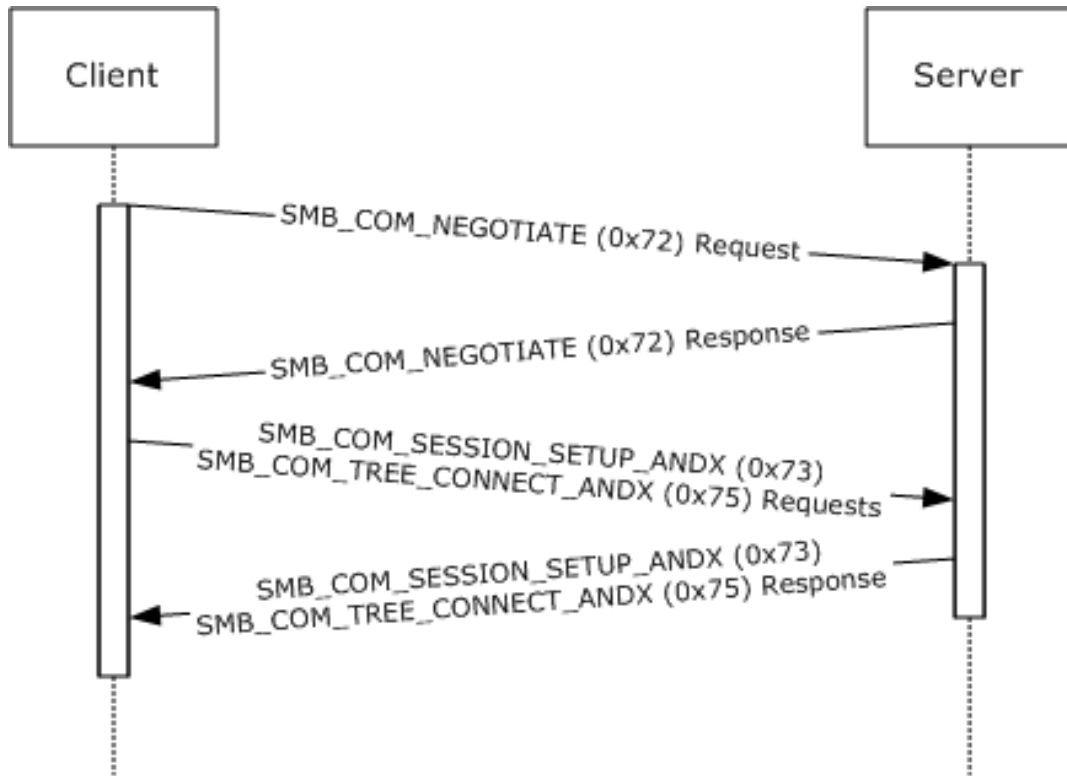 Client
Server
SMB_COM_NEGOTIATE (0x72) Request
SMB_COM_NEGOTIATE (0x72) Response
SMB_COM_SESSION_SETUP_ANDX (0x73)
SMB_COM_TREE_CONNECT_ANDX (0x75) Requests
SMB_COM_SESSION_SETUP_ANDX (0x73)
SMB_COM_TREE_CONNECT_ANDX (0x75) Response